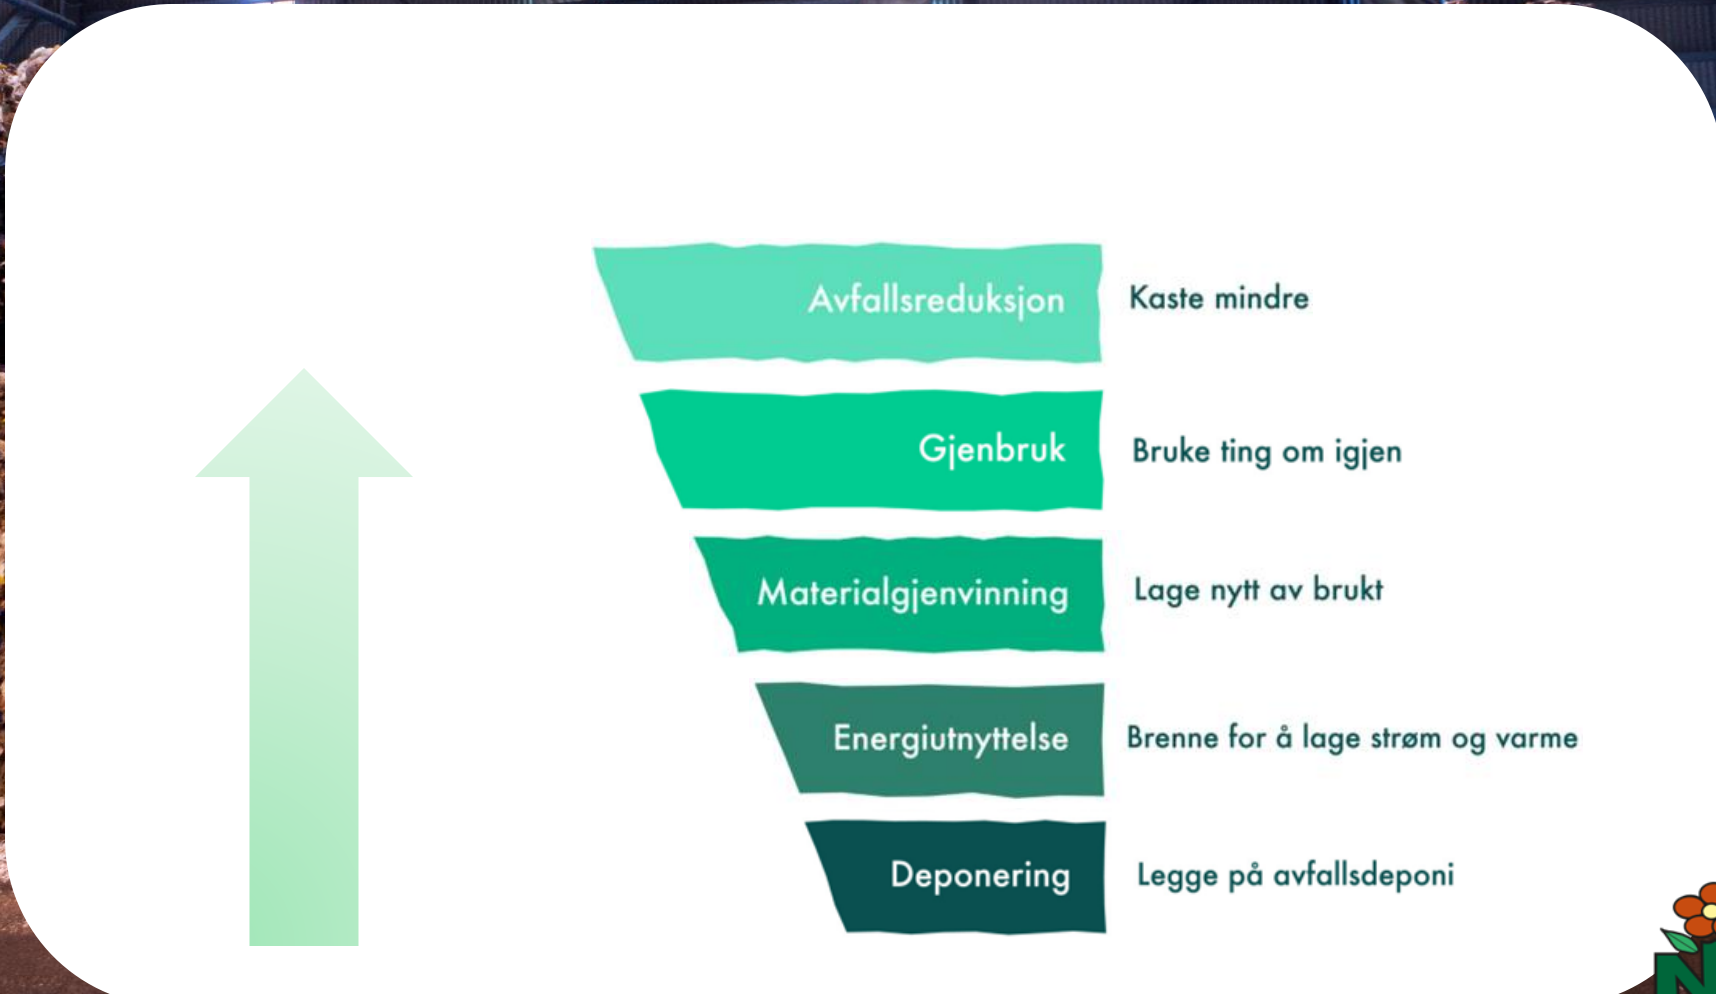 Avfallsreduksjon Kaste mindre
Gjenbruk Bruke ting om igjen
Materialgjenvinning Lage nytt av brukt
Energiutnyttelse Brenne for å lage strøm og varme
Deponering Legge på avfallsdeponi